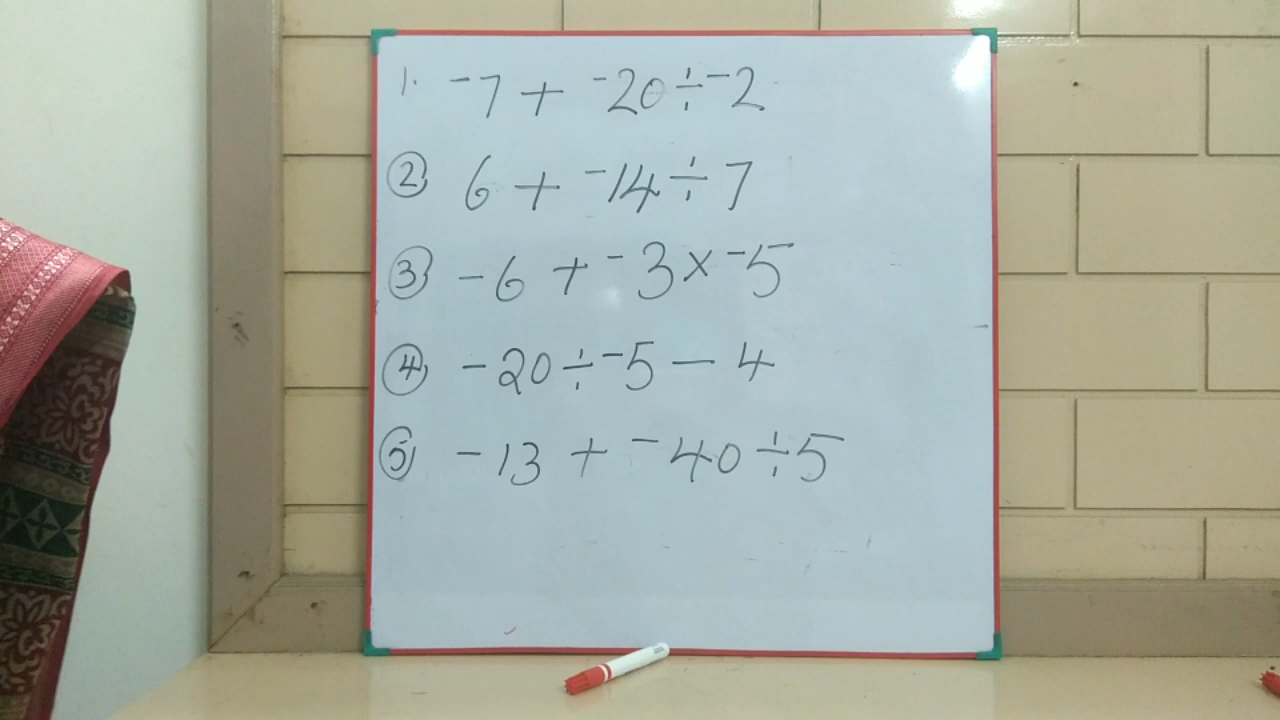 1. ⁻7 + ⁻20 ÷ ⁻2
② 6 + ⁻14 ÷ 7
③ -6 + ⁻3 × ⁻5
④ -20 ÷ ⁻5 - 4
⑤ -13 + ⁻40 ÷ 5